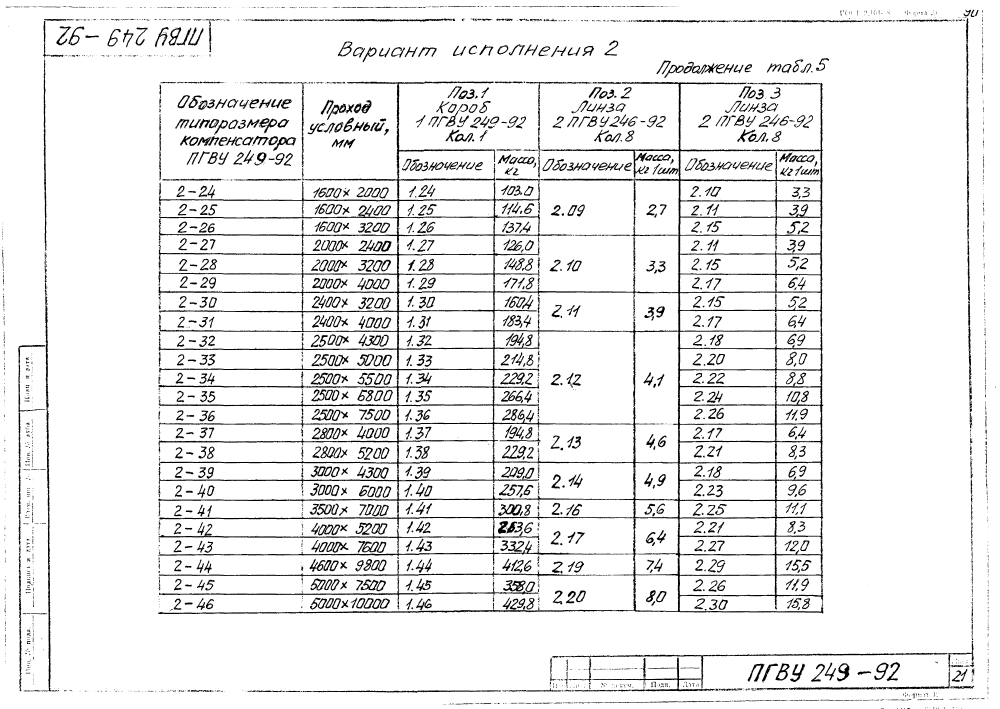 90
ПГВУ 249-92
Вариант исполнения 2
Продолжение табл. 5
Обозначение типоразмера компенсатора ПГВУ 249-92 | Проход условный, мм | Поз. 1 Короб 1 ПГВУ 249-92 Кол. 1 | Поз. 2 Линза 2 ПГВУ 246-92 Кол. 8 | Поз. 3 Линза 2 ПГВУ 246-92 Кол. 8
Обозначение | Масса, кг | Обозначение | Масса, кг 1шт | Обозначение | Масса, кг 1шт
2-24 | 1600×2000 | 1.24 | 103.0 | 2.09 | 2,7 | 2.10 | 3,3
2-25 | 1600×2400 | 1.25 | 114,6 | 2.11 | 3,9
2-26 | 1600×3200 | 1.26 | 137,4 | 2.15 | 5,2
2-27 | 2000×2400 | 1.27 | 126,0 | 2.10 | 3,3 | 2.11 | 3,9
2-28 | 2000×3200 | 1.28 | 148,8 | 2.15 | 5,2
2-29 | 2000×4000 | 1.29 | 171,8 | 2.17 | 6,4
2-30 | 2400×3200 | 1.30 | 160,4 | 2.11 | 3,9 | 2.15 | 5,2
2-31 | 2400×4000 | 1.31 | 183,4 | 2.17 | 6,4
2-32 | 2500×4300 | 1.32 | 194,8 | 2.12 | 4,1 | 2.18 | 6,9
2-33 | 2500×5000 | 1.33 | 214,8 | 2.20 | 8,0
2-34 | 2500×5500 | 1.34 | 229,2 | 2.22 | 8,8
2-35 | 2500×6800 | 1.35 | 266,4 | 2.24 | 10,8
2-36 | 2500×7500 | 1.36 | 286,4 | 2.26 | 11,9
2-37 | 2800×4000 | 1.37 | 194,8 | 2.13 | 4,6 | 2.17 | 6,4
2-38 | 2800×5200 | 1.38 | 229,2 | 2.21 | 8,3
2-39 | 3000×4300 | 1.39 | 209,0 | 2.14 | 4,9 | 2.18 | 6,9
2-40 | 3000×6000 | 1.40 | 257,6 | 2.23 | 9,6
2-41 | 3500×7000 | 1.41 | 300,8 | 2.16 | 5,6 | 2.25 | 11,1
2-42 | 4000×5200 | 1.42 | 263,6 | 2.17 | 6,4 | 2.21 | 8,3
2-43 | 4000×7600 | 1.43 | 332,4 | 2.27 | 12,0
2-44 | 4600×9800 | 1.44 | 412,6 | 2.19 | 7,4 | 2.29 | 15,5
2-45 | 5000×7500 | 1.45 | 358,0 | 2.20 | 8,0 | 2.26 | 11,9
2-46 | 5000×10000 | 1.46 | 429,8 | 2.30 | 15,8
ПГВУ 249-92
21
Подп. Дата